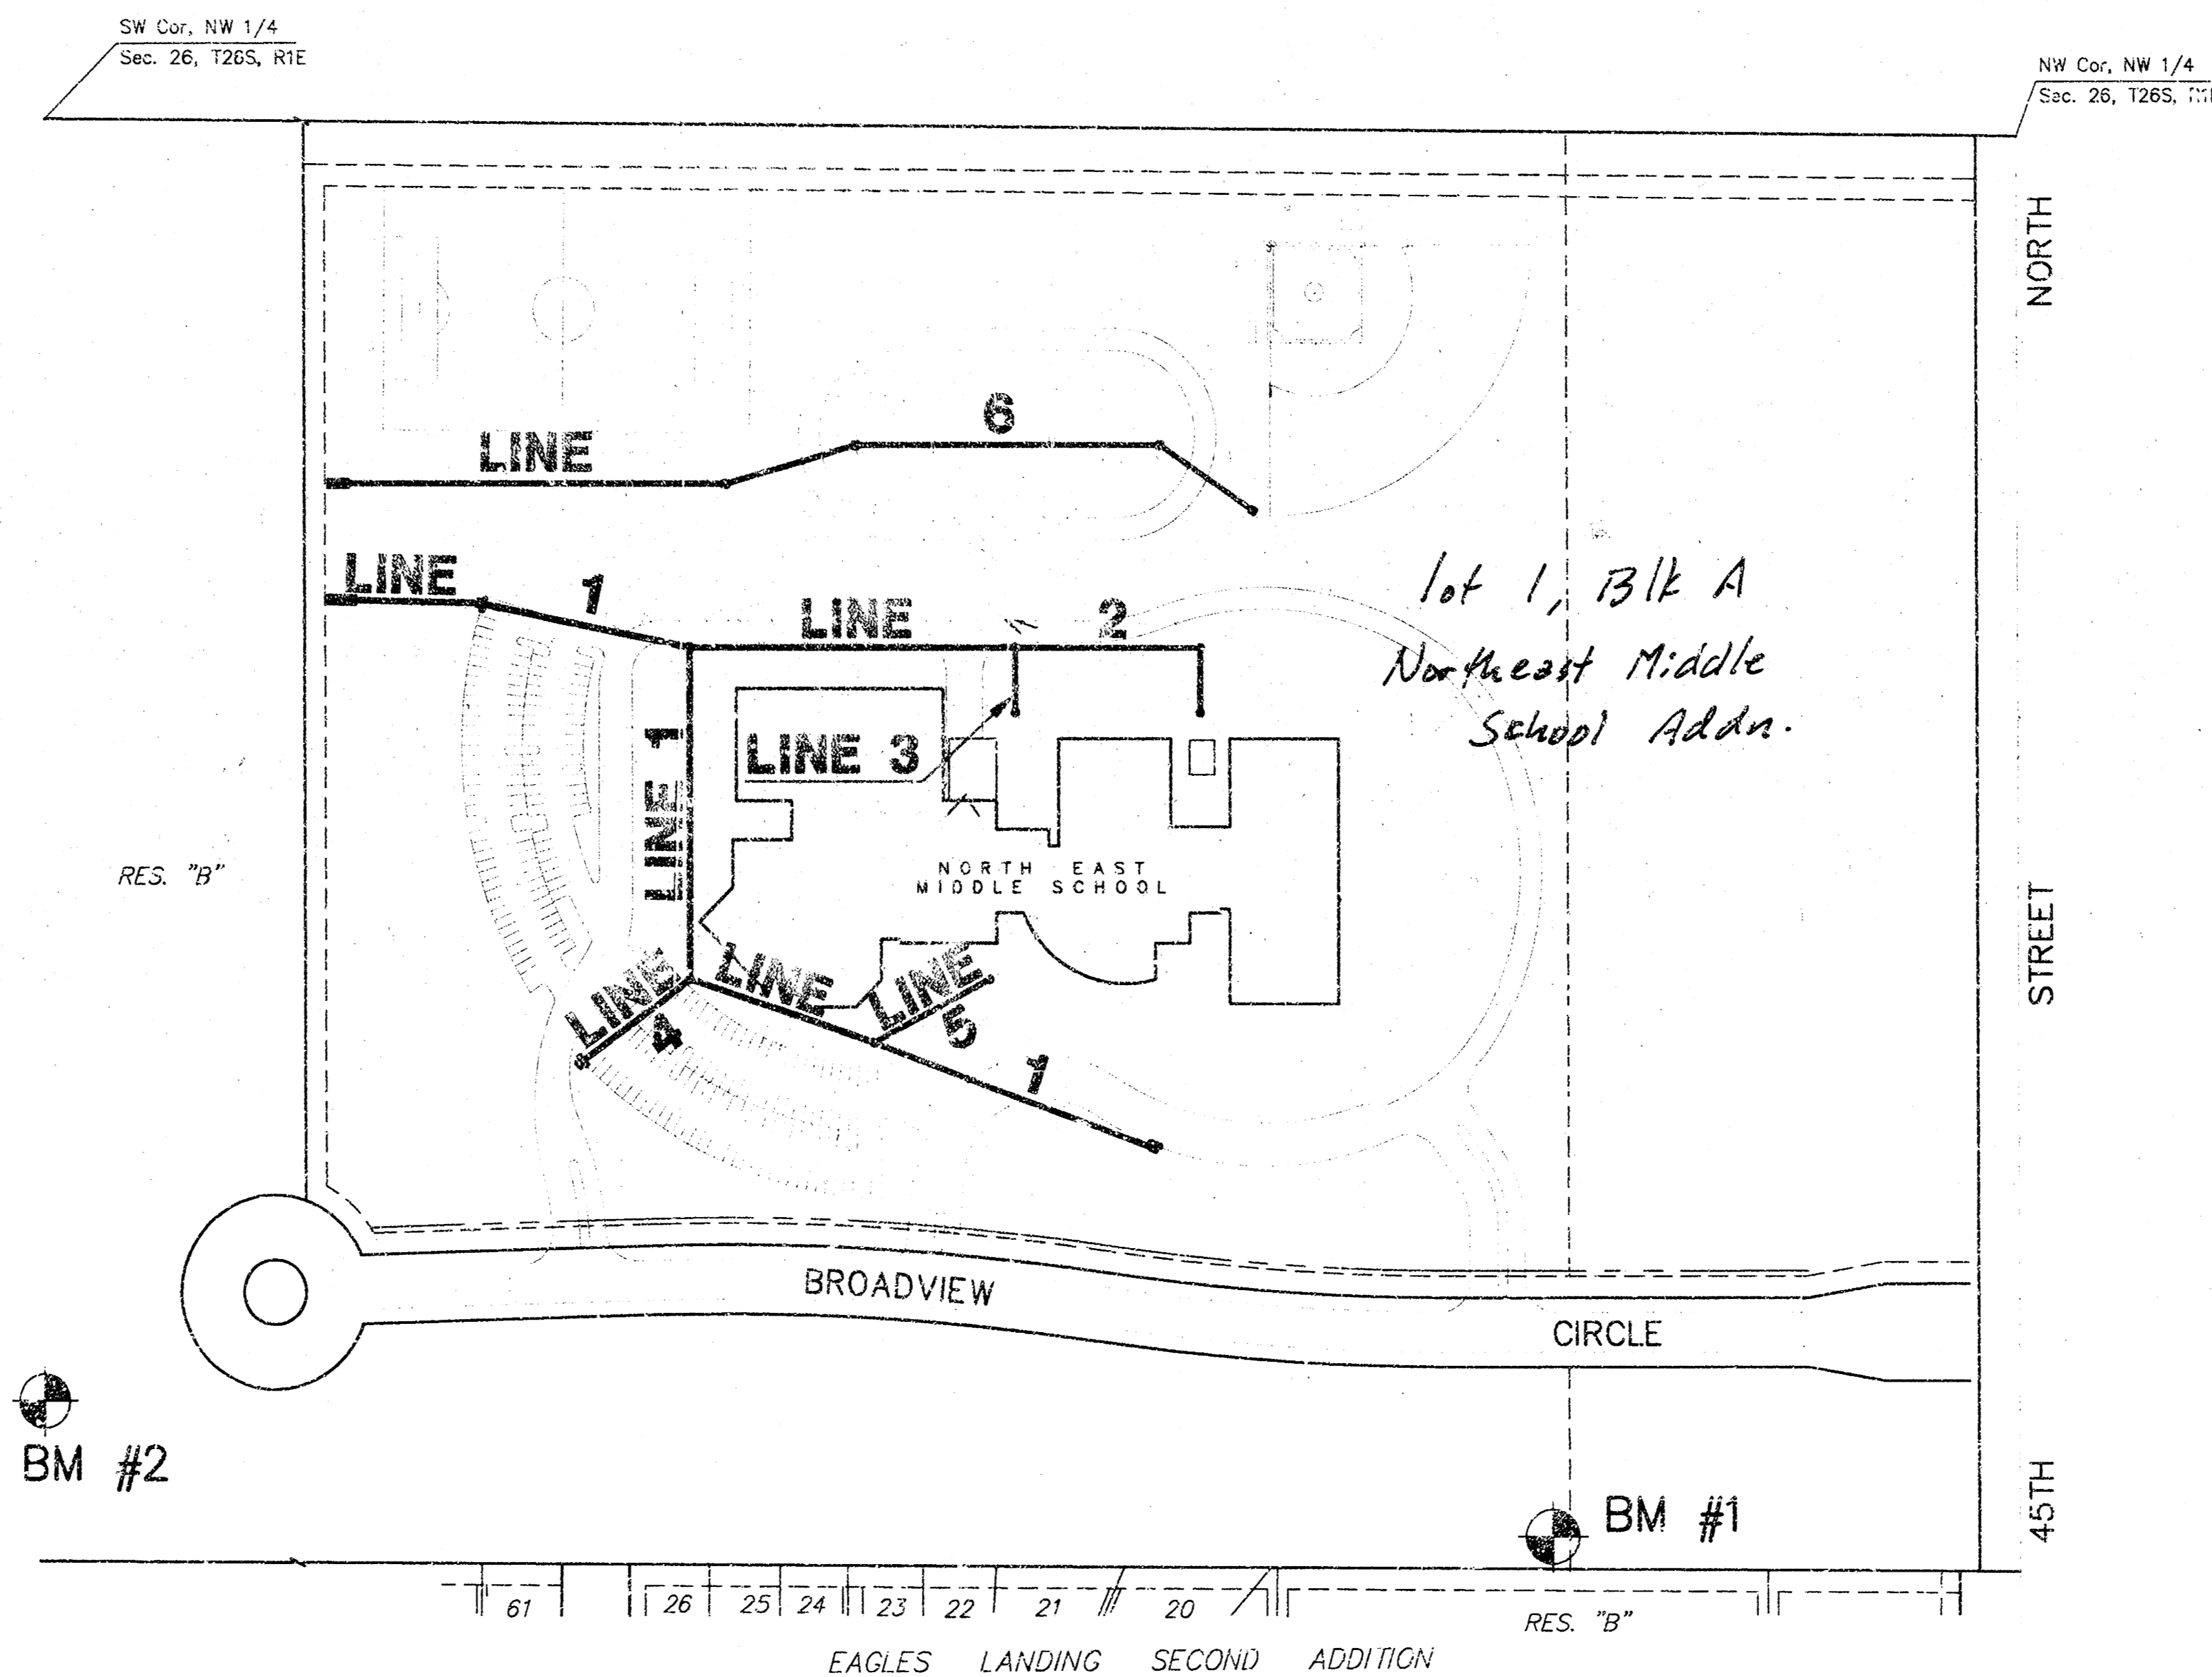 SW Cor, NW 1/4
Sec. 26, T26S, R1E
NW Cor, NW 1/4
Sec. 26, T26S,
NORTH
6
LINE
LINE
1
LINE
2
lot 1, Blk A
Northeast Middle
School Addn.
LINE 1
LINE 3
NORTH EAST
MIDDLE SCHOOL
RES. "B"
STREET
LINE
4
LINE
LINE
5
1
BROADVIEW
CIRCLE
BM #2
BM #1
45TH
61
26
25
24
23
22
21
20
RES. "B"
EAGLES LANDING SECOND ADDITION